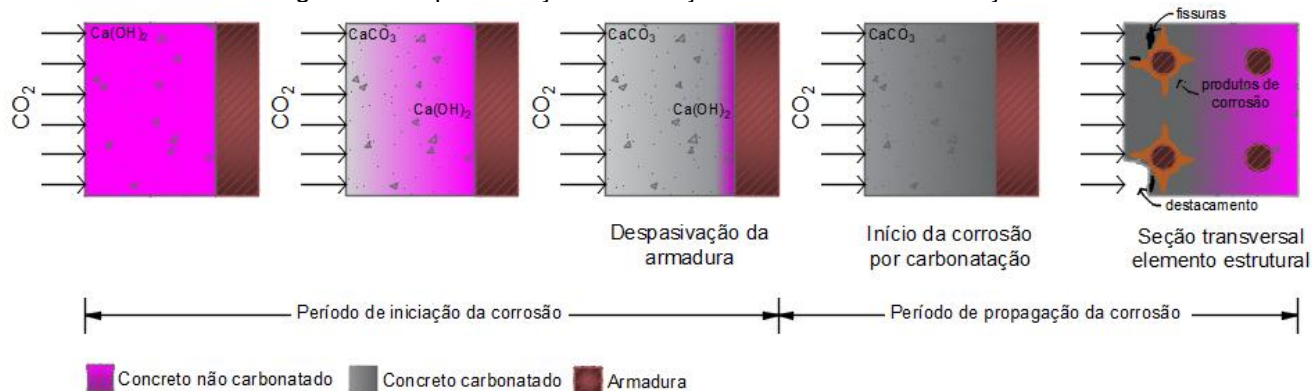 Ca(OH)2
CO2
CaCO3
Ca(OH)2
CO2
CaCO3
Ca(OH)2
CO2
CaCO3
CO2
fissuras
produtos de
corrosão
destacamento
Despasivação da
armadura
Início da corrosão
por carbonatação
Seção transversal
elemento estrutural
Período de iniciação da corrosão
Período de propagação da corrosão
Concreto não carbonatado
Concreto carbonatado
Armadura